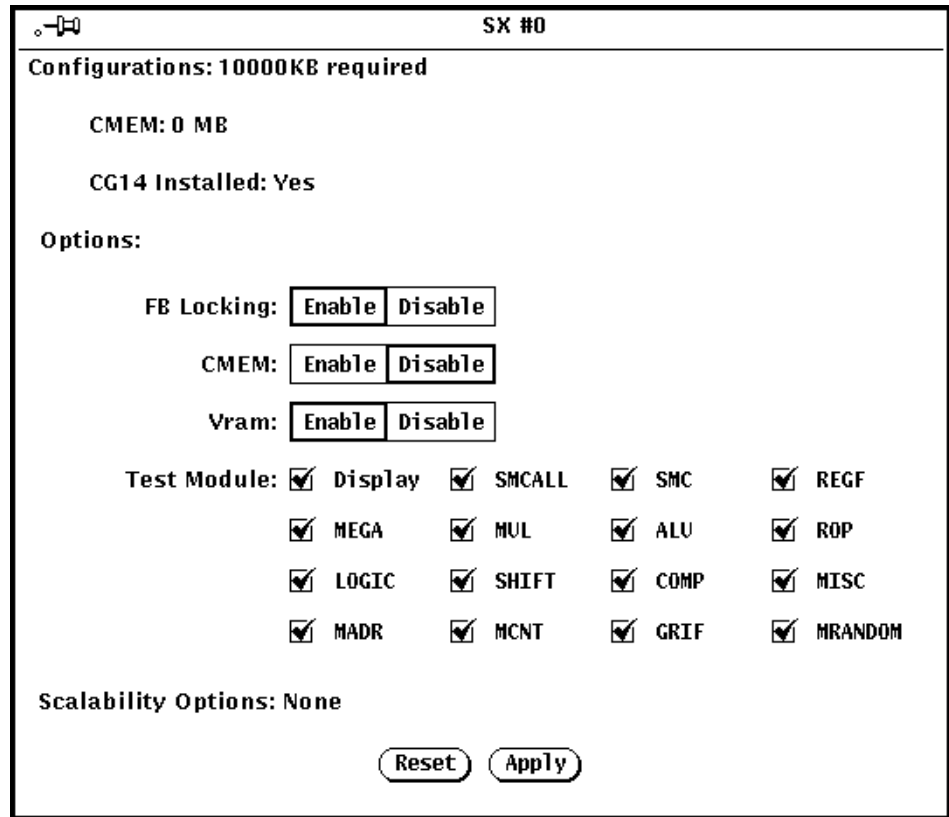 SX #0
Configurations: 10000KB required
CMEM: 0 MB
CG14 Installed: Yes
Options:
FB Locking: Enable Disable
CMEM: Enable Disable
Vram: Enable Disable
Test Module: Display SMCALL SMC REGF
MEGA MUL ALU ROP
LOGIC SHIFT COMP MISC
MADR MCNT GRIF MRANDOM
Scalability Options: None
Reset Apply